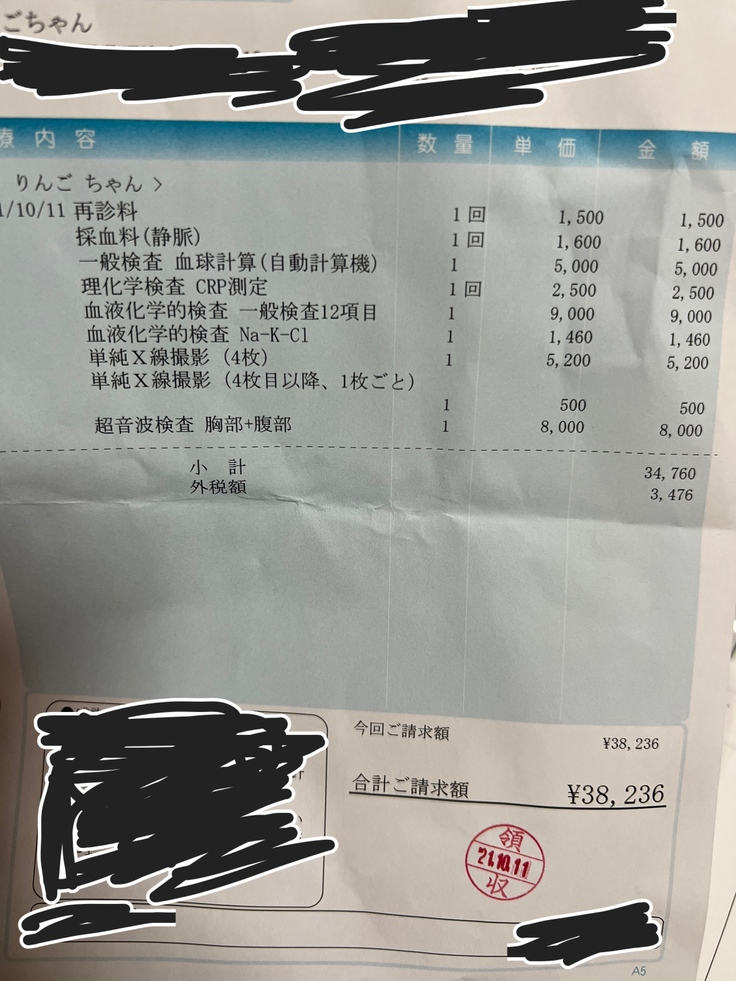 ごちゃん
療 内 容 数 量 単 価 金 額
りんご ちゃん >
1/10/11 再診料 1 回 1,500 1,500
採血料(静脈) 1 回 1,600 1,600
一般検査 血球計算(自動計算機) 1 5,000 5,000
理化学検査 CRP測定 1 回 2,500 2,500
血液化学的検査 一般検査12項目 1 9,000 9,000
血液化学的検査 Na-K-Cl 1 1,460 1,460
単純X線撮影 (4枚) 1 5,200 5,200
単純X線撮影 (4枚目以降、1枚ごと)
1 500 500
超音波検査 胸部+腹部 1 8,000 8,000
小 計 34,760
外税額 3,476
今回ご請求額 ¥38,236
合計ご請求額 ¥38,236
領
'21.10.11
収
A5